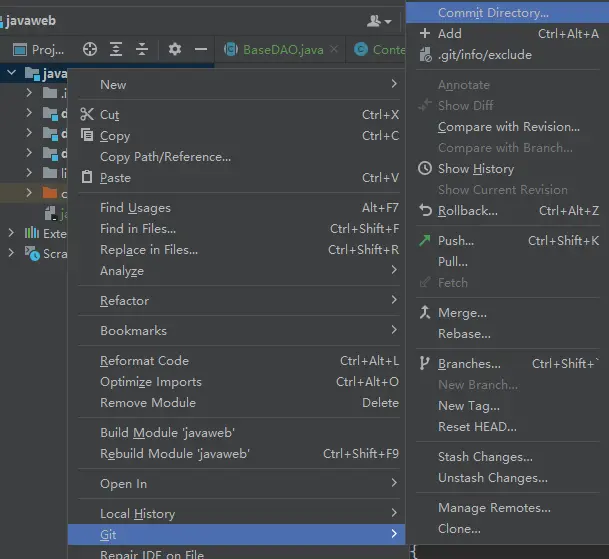 javaweb
Proj...
BaseDAO.java
Conte
java
.i
d
d
d
li
o
ja
Exte
Scra
New
Cut Ctrl+X
Copy Ctrl+C
Copy Path/Reference...
Paste Ctrl+V
Find Usages Alt+F7
Find in Files... Ctrl+Shift+F
Replace in Files... Ctrl+Shift+R
Analyze
Refactor
Bookmarks
Reformat Code Ctrl+Alt+L
Optimize Imports Ctrl+Alt+O
Remove Module Delete
Build Module 'javaweb'
Rebuild Module 'javaweb' Ctrl+Shift+F9
Open In
Local History
Git
Repair IDE on File
Commit Directory...
Add Ctrl+Alt+A
.git/info/exclude
Annotate
Show Diff
Compare with Revision...
Compare with Branch...
Show History
Show Current Revision
Rollback... Ctrl+Alt+Z
Push... Ctrl+Shift+K
Pull...
Fetch
Merge...
Rebase...
Branches... Ctrl+Shift+`
New Branch...
New Tag...
Reset HEAD...
Stash Changes...
Unstash Changes...
Manage Remotes...
Clone...
{